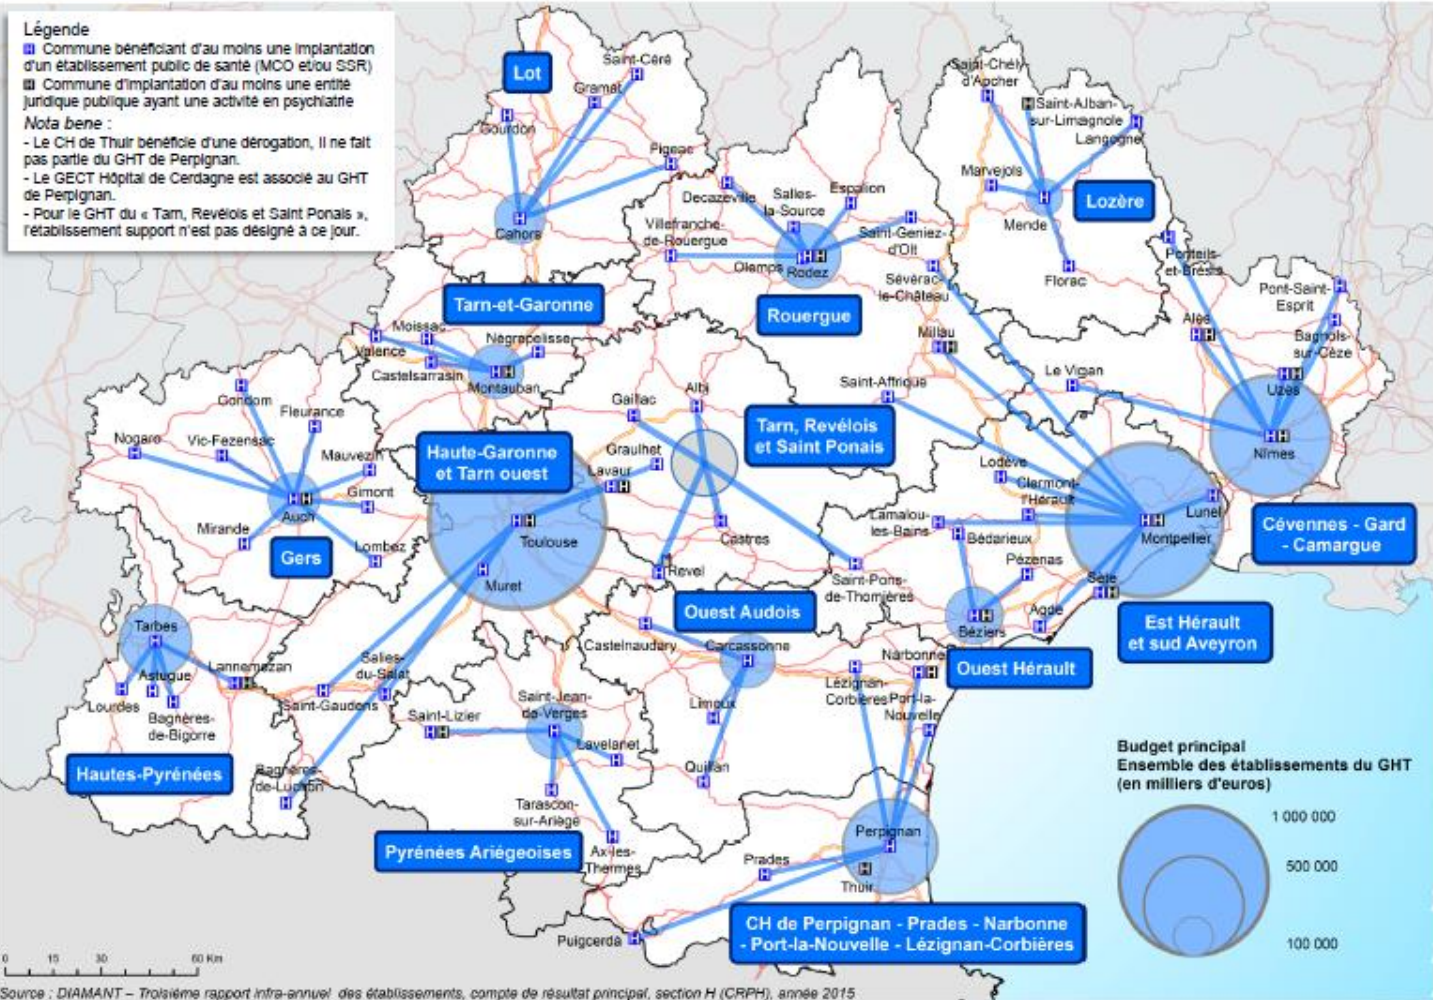 Légende
Commune bénéficiant d'au moins une implantation
d'un établissement public de santé (MCO et/ou SSR)
Commune d'implantation d'au moins une entité
juridique publique ayant une activité en psychiatrie
Nota bene :
- Le CH de Thuir bénéficie d'une dérogation, il ne fait
pas partie du GHT de Perpignan.
- Le GECT Hôpital de Cerdagne est associé au GHT
de Perpignan.
- Pour le GHT du « Tarn, Revélois et Saint Ponais »,
l'établissement support n'est pas désigné à ce jour.
Lot
Saint-Céré
Gramat
Gourdon
Pigeac
Cahors
Saint-Chély-
d'Apcher
Saint-Alban-
sur-Limagnole
Langogne
Marvejols
Lozère
Mende
Florac
Decazeville
Salles-
la-Source
Espalion
Villefranche-
de-Rouergue
Saint-Geniez-
d'Olt
Olemps
Rodez
Sévérac-
le-Château
Rouergue
Millau
Saint-Affrique
Ponteils-
et-Brésis
Pont-Saint-
Esprit
Alès
Bagnols-
sur-Cèze
Uzès
Le Vigan
Nîmes
Cévennes - Gard
- Camargue
Tarn-et-Garonne
Moissac
Valence
Nègrepelisse
Castelsarrasin
Montauban
Gondom
Fleurance
Nogaro
Vic-Fezensac
Mauvezin
Gimont
Auch
Mirande
Lombez
Gers
Haute-Garonne
et Tarn ouest
Gaillac
Albi
Graulhet
Lavaur
Castres
Revel
Tarn, Revélois
et Saint Ponais
Toulouse
Muret
Lodève
Clermont-
l'Hérault
Lamalou-
les-Bains
Bédarieux
Pézenas
Lunel
Montpellier
Saint-Pons-
de-Thomières
Sète
Agde
Béziers
Est Hérault
et sud Aveyron
Ouest Hérault
Ouest Audois
Castelnaudary
Carcassonne
Limoux
Quillan
Lézignan-
Corbières
Narbonne
Port-la-
Nouvelle
Tarbes
Astugue
Lannemezan
Lourdes
Bagnères-
de-Bigorre
Hautes-Pyrénées
Salies-
du-Salat
Saint-Gaudens
Bagnères-
de-Luchon
Saint-Lizier
Saint-Jean-
de-Verges
Lavelanet
Tarascon-
sur-Ariège
Ax-les-
Thermes
Pyrénées Ariégeoises
Perpignan
Prades
Thuir
Puigcerda
CH de Perpignan - Prades - Narbonne
- Port-la-Nouvelle - Lézignan-Corbières
Budget principal
Ensemble des établissements du GHT
(en milliers d'euros)
1 000 000
500 000
100 000
0 15 30 60 Km
Source : DIAMANT – Troisième rapport infra-annuel des établissements, compte de résultat principal, section H (CRPH), année 2015